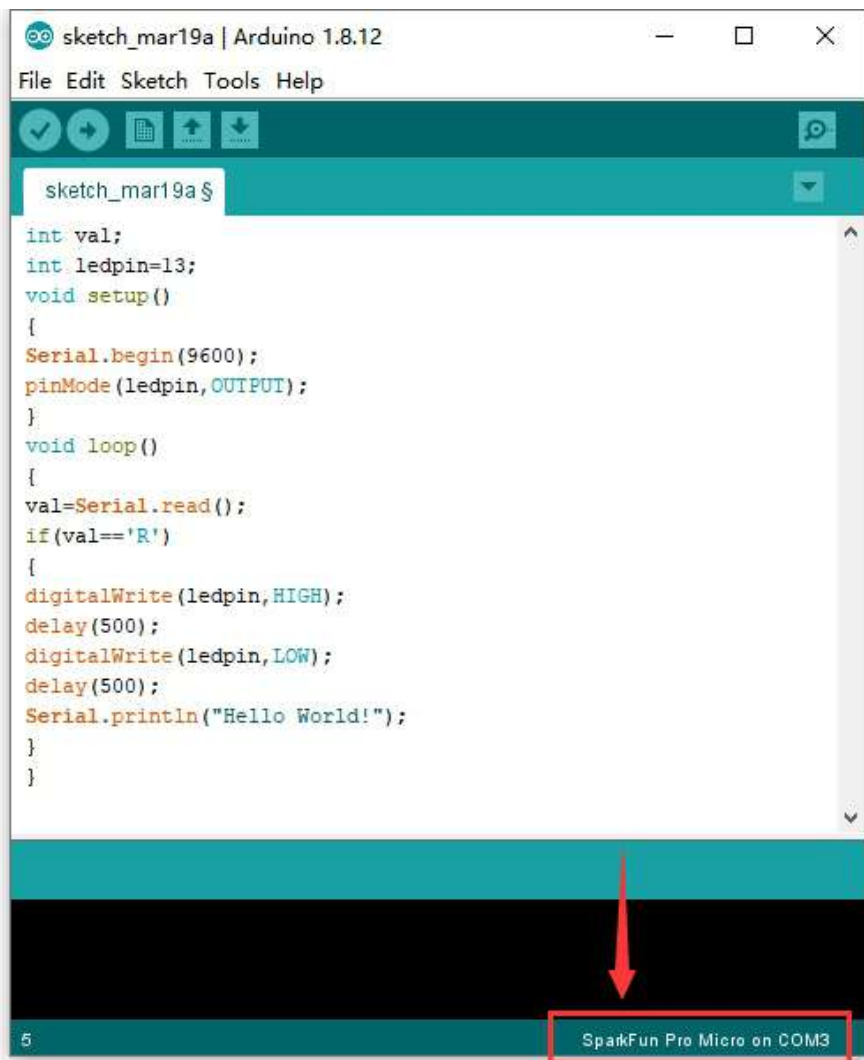 sketch_mar19a | Arduino 1.8.12
File Edit Sketch Tools Help
sketch_mar19a §
int val;
int ledpin=13;
void setup()
{
Serial.begin(9600);
pinMode(ledpin,OUTPUT);
}
void loop()
{
val=Serial.read();
if(val=='R')
{
digitalWrite(ledpin,HIGH);
delay(500);
digitalWrite(ledpin,LOW);
delay(500);
Serial.println("Hello World!");
}
}
5 SparkFun Pro Micro on COM3